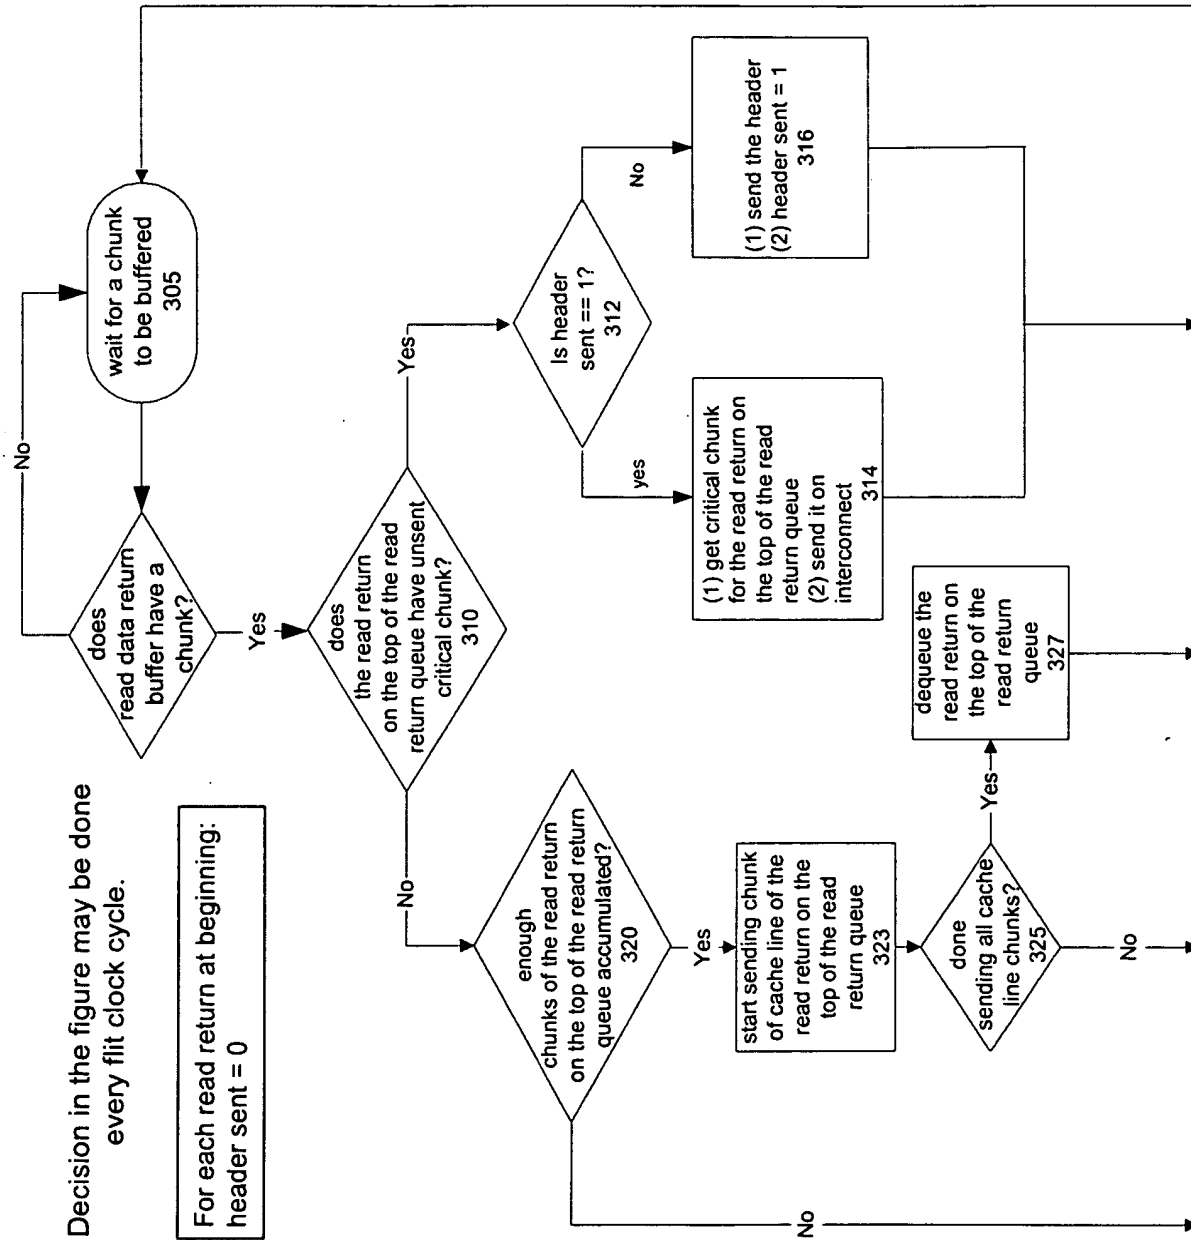 Decision in the figure may be done
every flit clock cycle.
For each read return at beginning:
header sent = 0
No
wait for a chunk
to be buffered
305
does
read data return
buffer have a
chunk?
Yes
does
the read return
on the top of the read
return queue have unsent
critical chunk?
310
No
Yes
Is header
sent == 1?
312
yes
No
(1) get critical chunk
for the read return on
the top of the read
return queue
(2) send it on
interconnect
314
(1) send the header
(2) header sent = 1
316
enough
chunks of the read return
on the top of the read return
queue accumulated?
320
Yes
No
start sending chunk
of cache line of the
read return on the
top of the read
return queue
323
done
sending all cache
line chunks?
325
Yes
No
dequeue the
read return on
the top of the
read return
queue
327